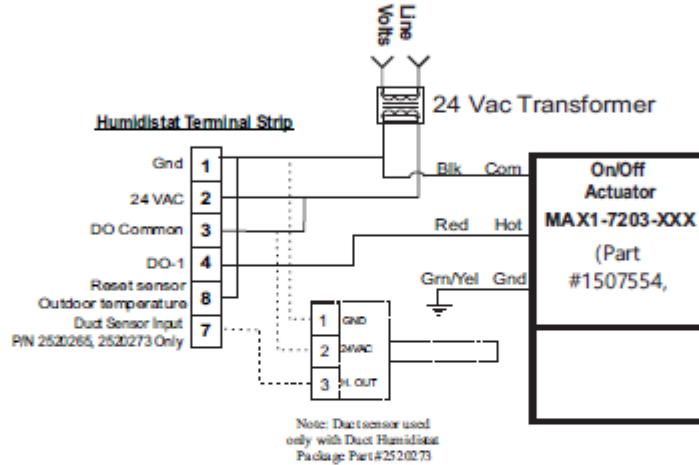 Line
Volts
24 Vac Transformer
Humidistat Terminal Strip
Gnd 1
24 VAC 2
DO Common 3
DO-1 4
Reset sensor
Outdoor temperature 8
Duct Sensor Input
P/N 2520265, 2520273 Only 7
Blk Com
Red Hot
Grn/Yel Gnd
On/Off
Actuator
MAX1-7203-XXX
(Part
#1507554,
1 GND
2 24VAC
3 H. OUT
Note: Duct sensor used
only with Duct Humidistat
Package Part#2520273